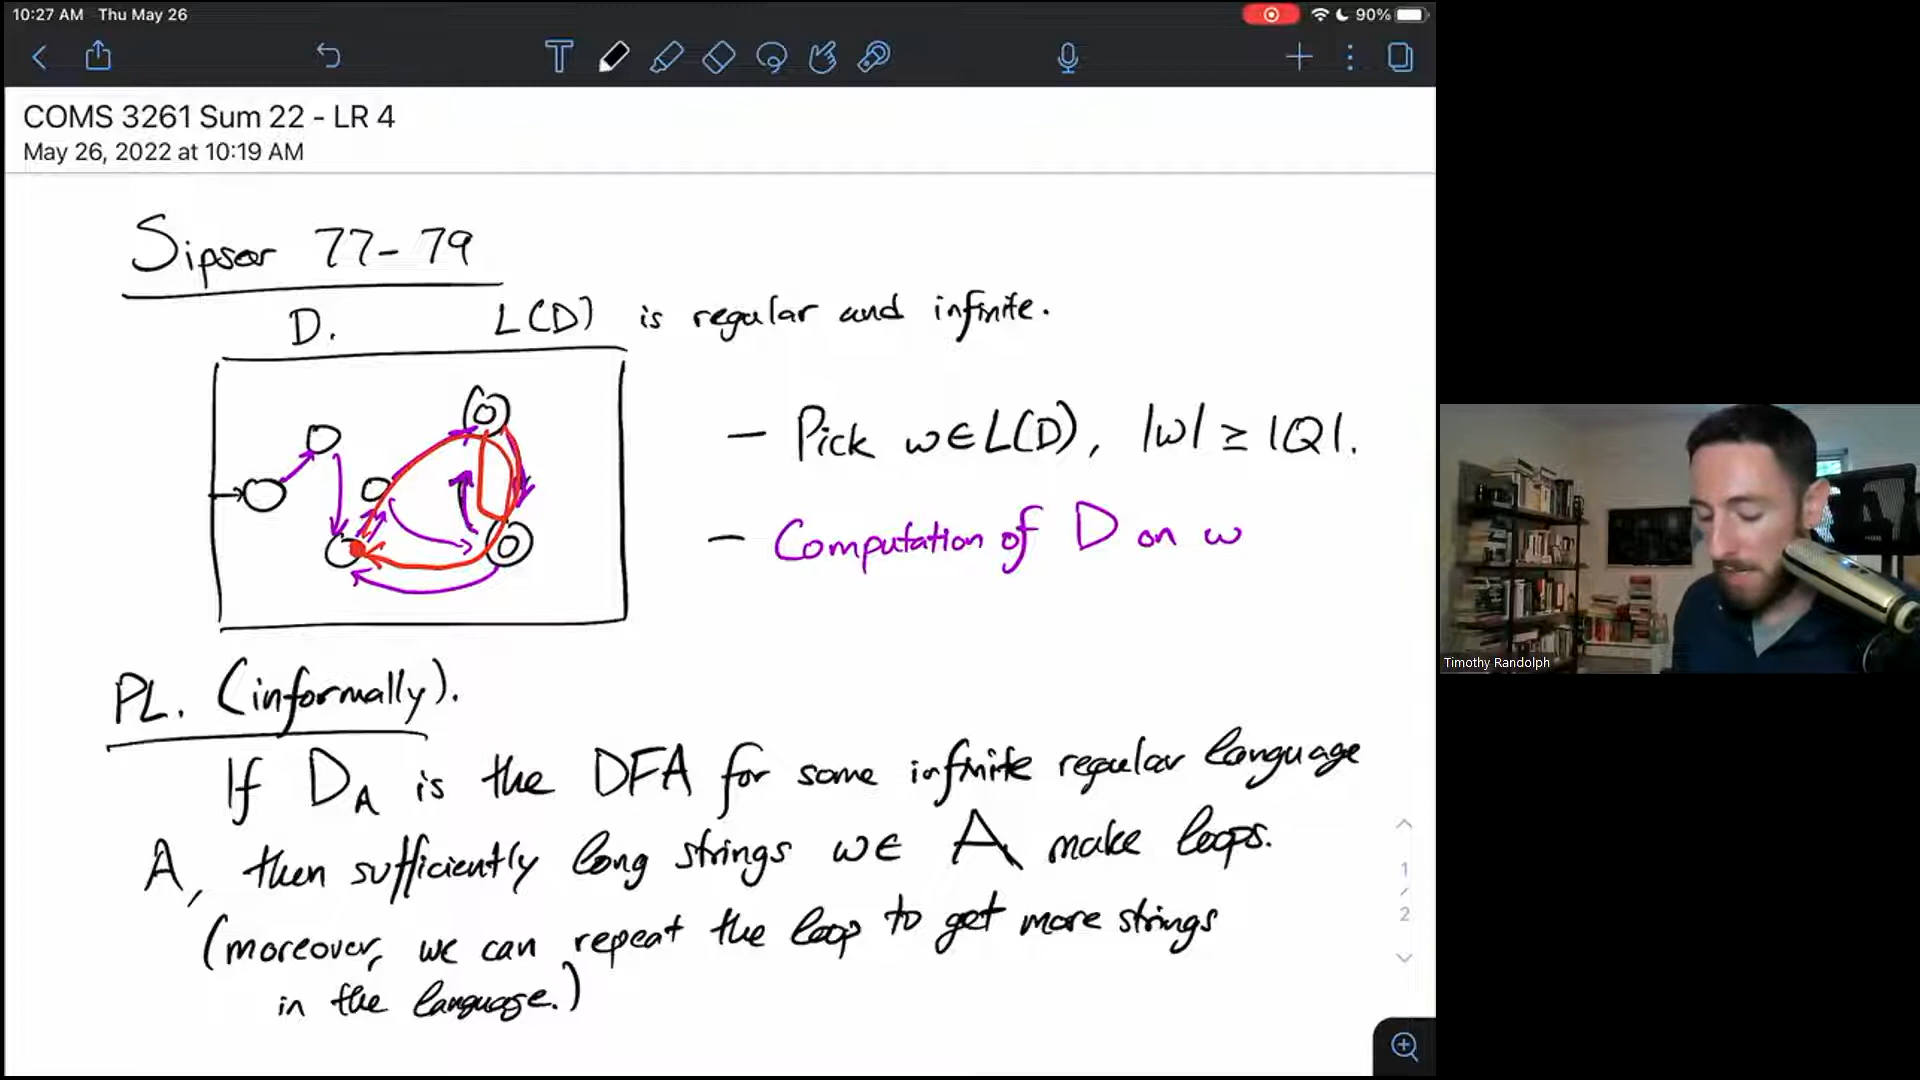 10:27 AM Thu May 26
90%
T
COMS 3261 Sum 22 - LR 4
May 26, 2022 at 10:19 AM
Sipser 77-79
D. L(D) is regular and infinite.
- Pick w∈L(D), |w| ≥ |Q|.
- Computation of D on w
Timothy Randolph
PL. (informally).
If D_A is the DFA for some infinite regular language
A, then sufficiently long strings w∈ A make loops.
(moreover, we can repeat the loop to get more strings
in the language.)
1
/
2